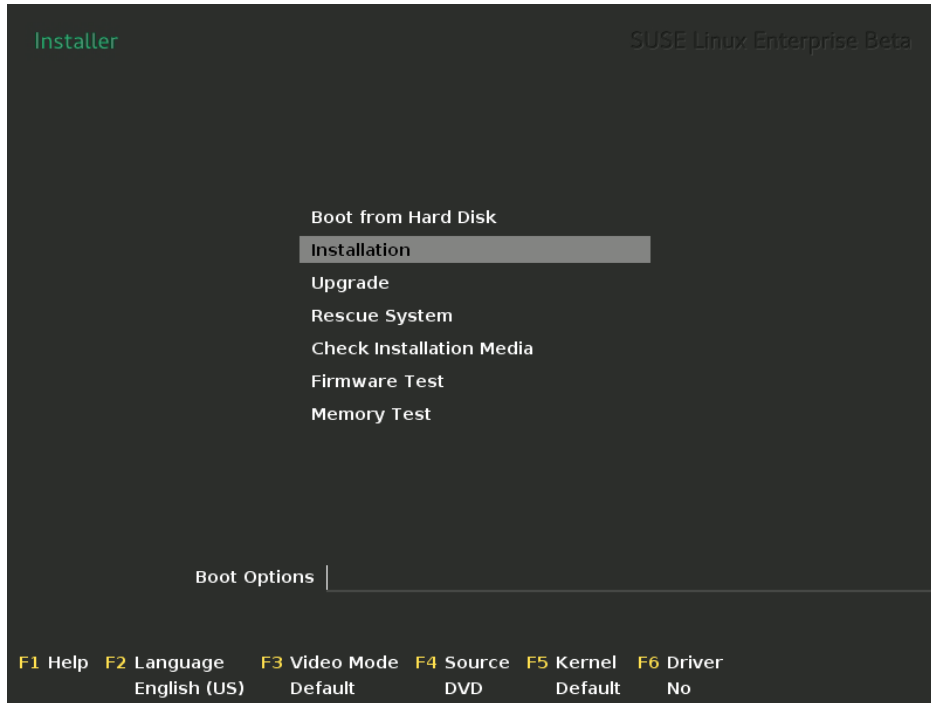 Installer
SUSE Linux Enterprise Beta
Boot from Hard Disk
Installation
Upgrade
Rescue System
Check Installation Media
Firmware Test
Memory Test
Boot Options
F1 Help F2 Language F3 Video Mode F4 Source F5 Kernel F6 Driver
English (US) Default DVD Default No